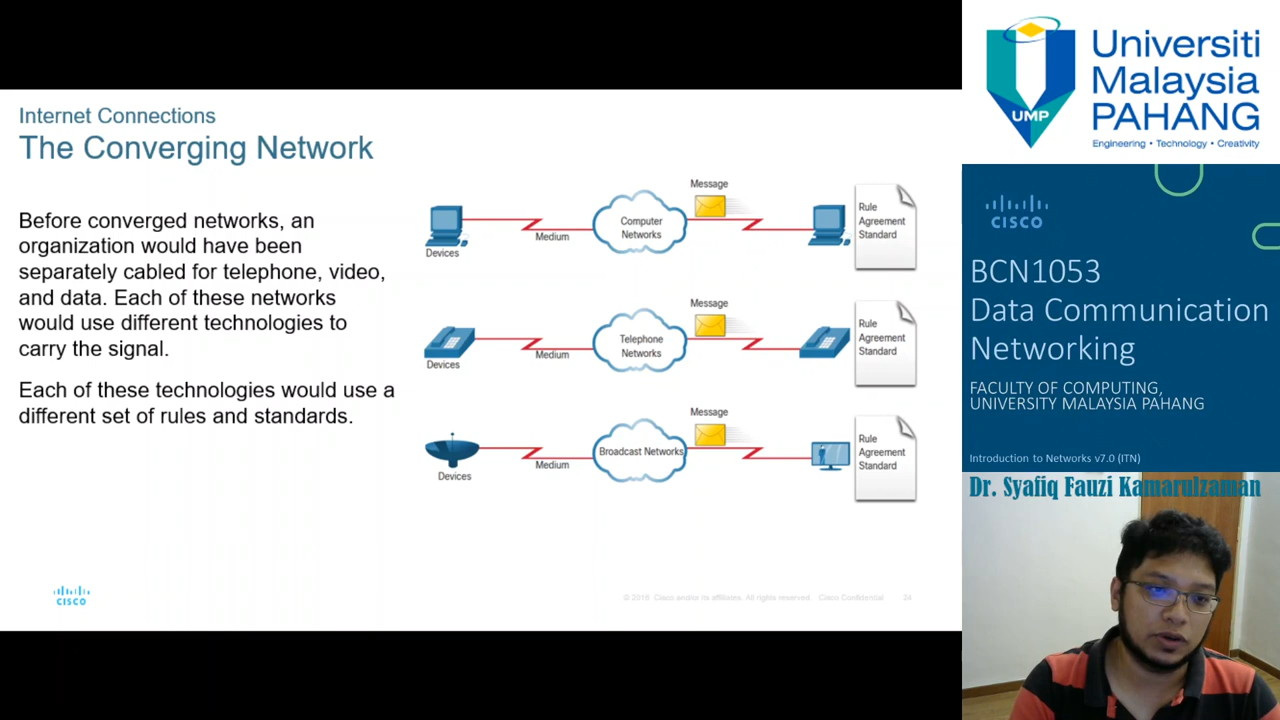 Internet Connections
The Converging Network
Before converged networks, an
organization would have been
separately cabled for telephone, video,
and data. Each of these networks
would use different technologies to
carry the signal.
Each of these technologies would use a
different set of rules and standards.
Message
Computer
Networks
Medium
Devices
Rule
Agreement
Standard
Message
Telephone
Networks
Medium
Devices
Rule
Agreement
Standard
Message
Broadcast Networks
Medium
Devices
Rule
Agreement
Standard
CISCO
© 2016 Cisco and/or its affiliates. All rights reserved. Cisco Confidential
24
UMP
Universiti
Malaysia
PAHANG
Engineering • Technology • Creativity
CISCO
BCN1053
Data Communication
Networking
FACULTY OF COMPUTING,
UNIVERSITY MALAYSIA PAHANG
Introduction to Networks v7.0 (ITN)
Dr. Syafiq Fauzi Kamarulzaman